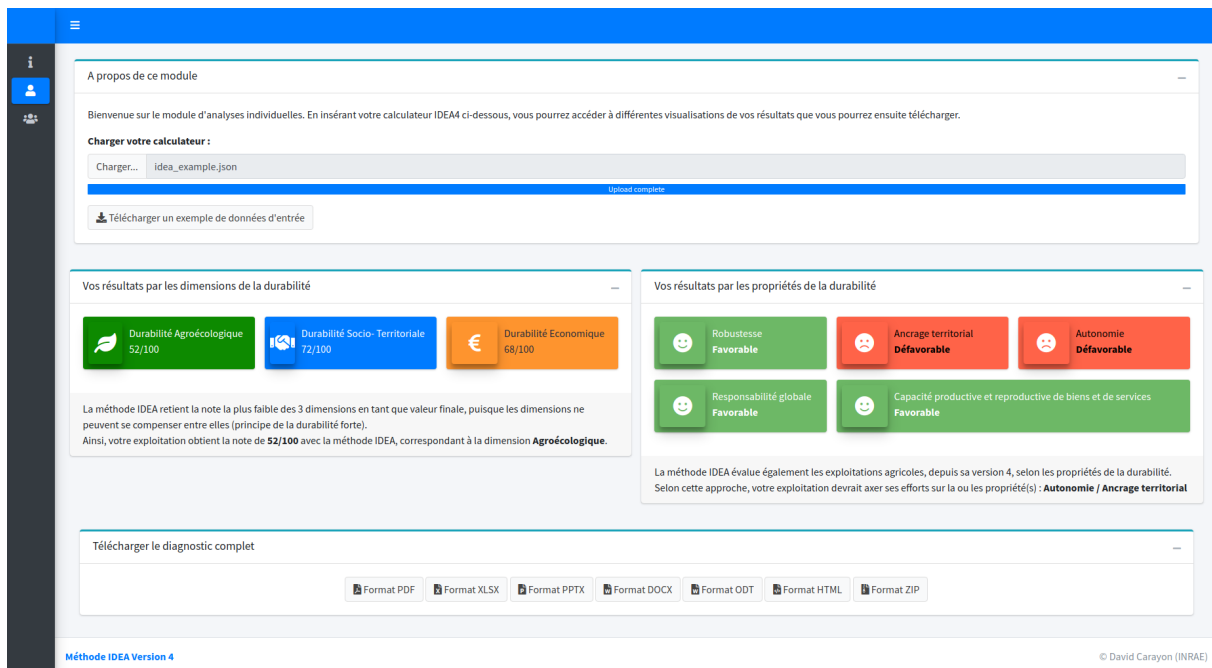 A propos de ce module
Bienvenue sur le module d'analyses individuelles. En insérant votre calculateur IDEA4 ci-dessous, vous pourrez accéder à différentes visualisations de vos résultats que vous pourrez ensuite télécharger.
Charger votre calculateur :
Charger... idea_example.json
Upload complete
Télécharger un exemple de données d'entrée
Vos résultats par les dimensions de la durabilité
Durabilité Agroécologique
52/100
Durabilité Socio- Territoriale
72/100
Durabilité Economique
68/100
La méthode IDEA retient la note la plus faible des 3 dimensions en tant que valeur finale, puisque les dimensions ne
peuvent se compenser entre elles (principe de la durabilité forte).
Ainsi, votre exploitation obtient la note de 52/100 avec la méthode IDEA, correspondant à la dimension Agroécologique.
Vos résultats par les propriétés de la durabilité
Robustesse
Favorable
Ancrage territorial
Défavorable
Autonomie
Défavorable
Responsabilité globale
Favorable
Capacité productive et reproductive de biens et de services
Favorable
La méthode IDEA évalue également les exploitations agricoles, depuis sa version 4, selon les propriétés de la durabilité.
Selon cette approche, votre exploitation devrait axer ses efforts sur la ou les propriété(s) : Autonomie / Ancrage territorial
Télécharger le diagnostic complet
Format PDF
Format XLSX
Format PPTX
Format DOCX
Format ODT
Format HTML
Format ZIP
Méthode IDEA Version 4
© David Carayon (INRAE)